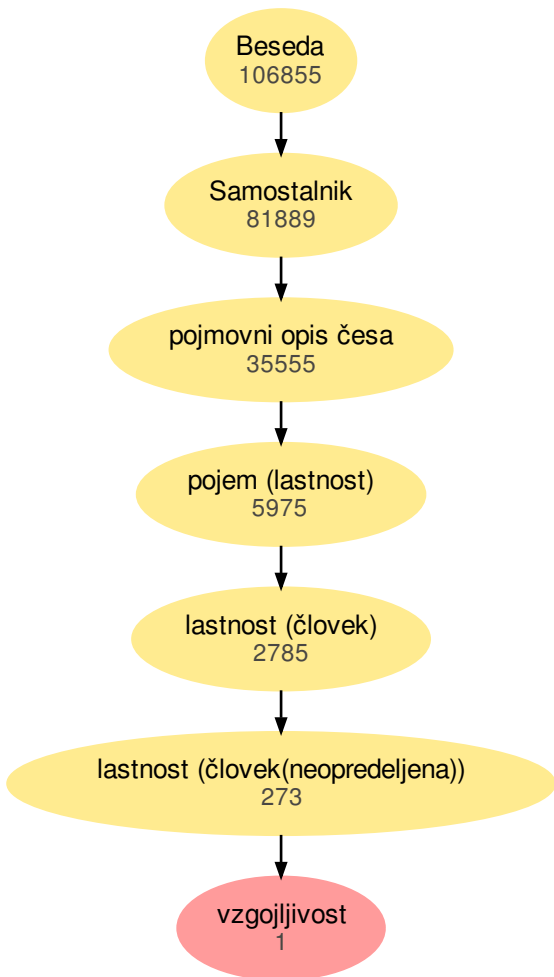 Beseda
106855
Samostalnik
81889
pojmovni opis česa
35555
pojem (lastnost)
5975
lastnost (človek)
2785
lastnost (človek(neopredeljena))
273
vzgojljivost
1